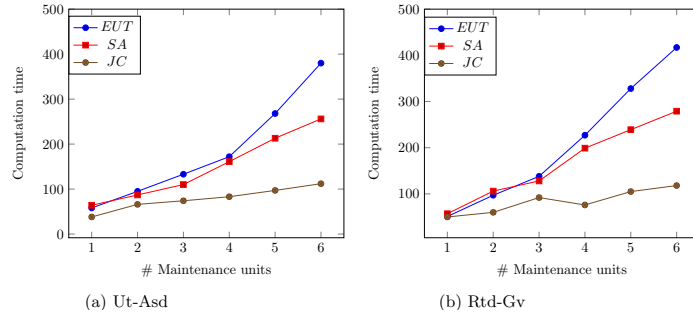 500
400
300
200
100
0
Computation time
EUT
SA
JC
1 2 3 4 5 6
# Maintenance units
(a) Ut-Asd
500
400
300
200
100
Computation time
EUT
SA
JC
1 2 3 4 5 6
# Maintenance units
(b) Rtd-Gv